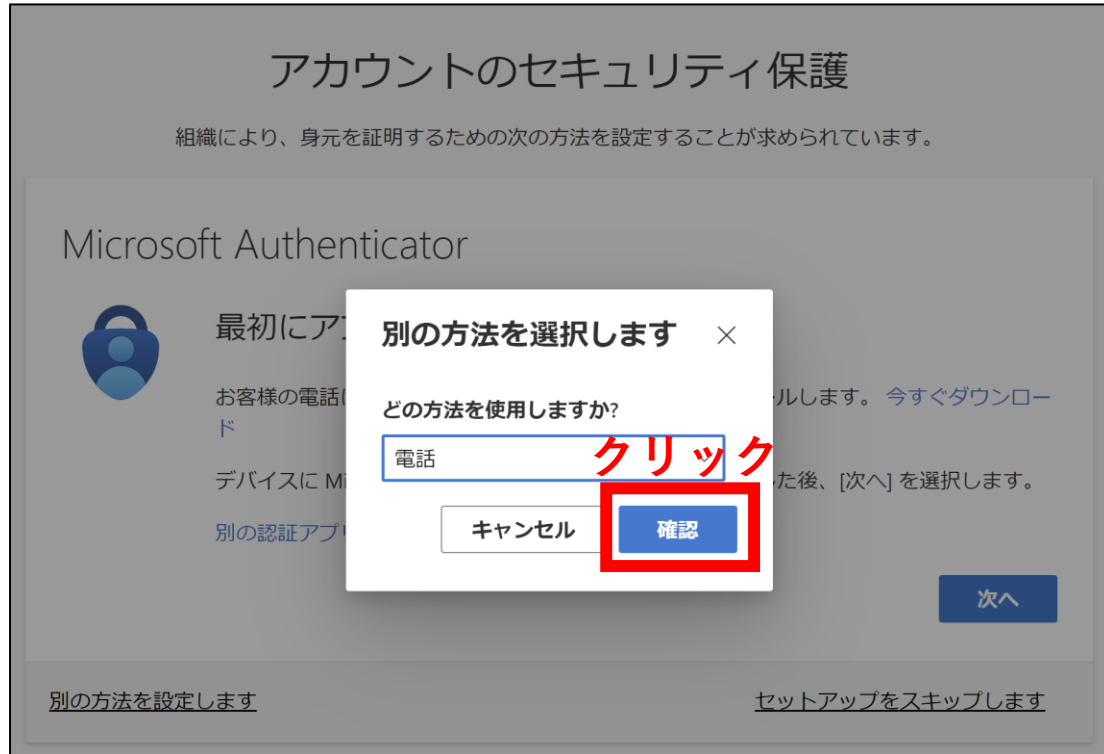 アカウントのセキュリティ保護
組織により、身元を証明するための次の方法を設定することが求められています。
Microsoft Authenticator
最初にア
別の方法を選択します
お客様の電話
ルします。 今すぐダウンロー
ド
どの方法を使用しますか?
電話
クリック
デバイスに Mi
た後、[次へ] を選択します。
別の認証アプ
キャンセル
確認
次へ
別の方法を設定します
セットアップをスキップします